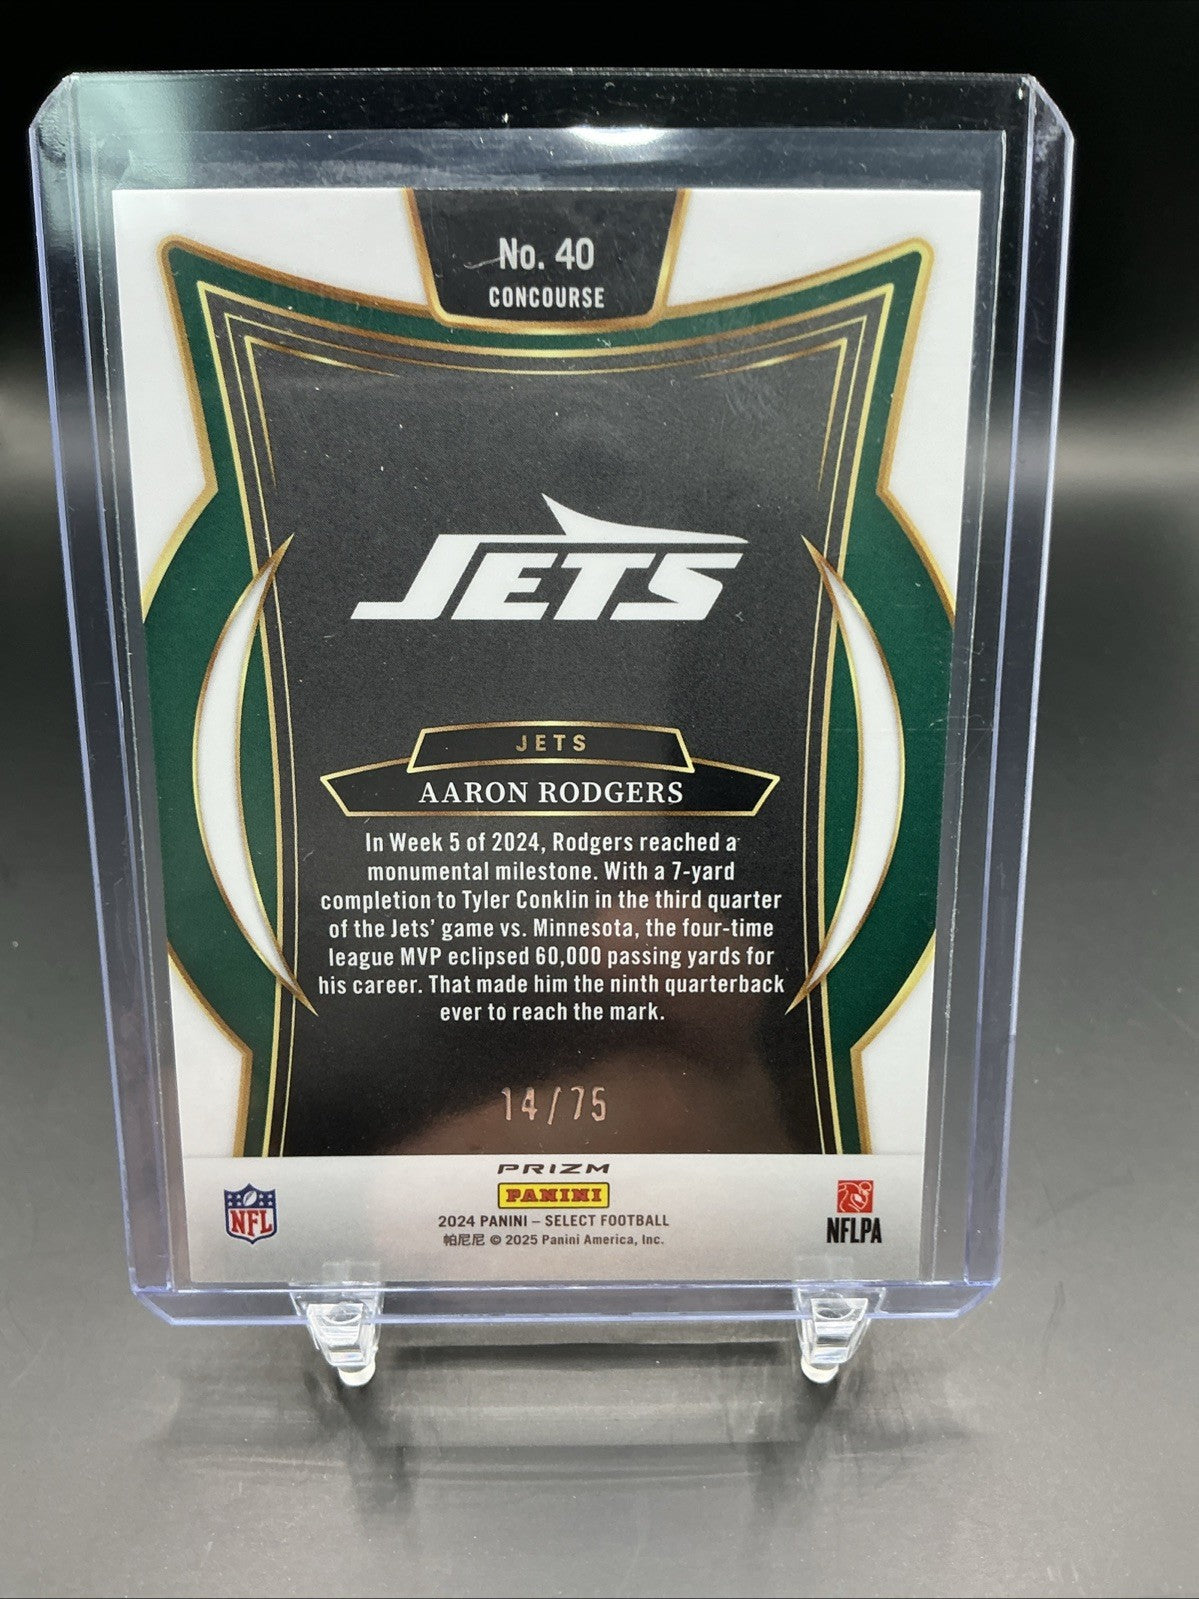 No. 40
CONCOURSE
JETS
JETS
AARON RODGERS
In Week 5 of 2024, Rodgers reached a
monumental milestone. With a 7-yard
completion to Tyler Conklin in the third quarter
of the Jets' game vs. Minnesota, the four-time
league MVP eclipsed 60,000 passing yards for
his career. That made him the ninth quarterback
ever to reach the mark.
14/75
PRIZM
PANINI
NFL
2024 PANINI – SELECT FOOTBALL
帕尼尼 © 2025 Panini America, Inc.
NFLPA